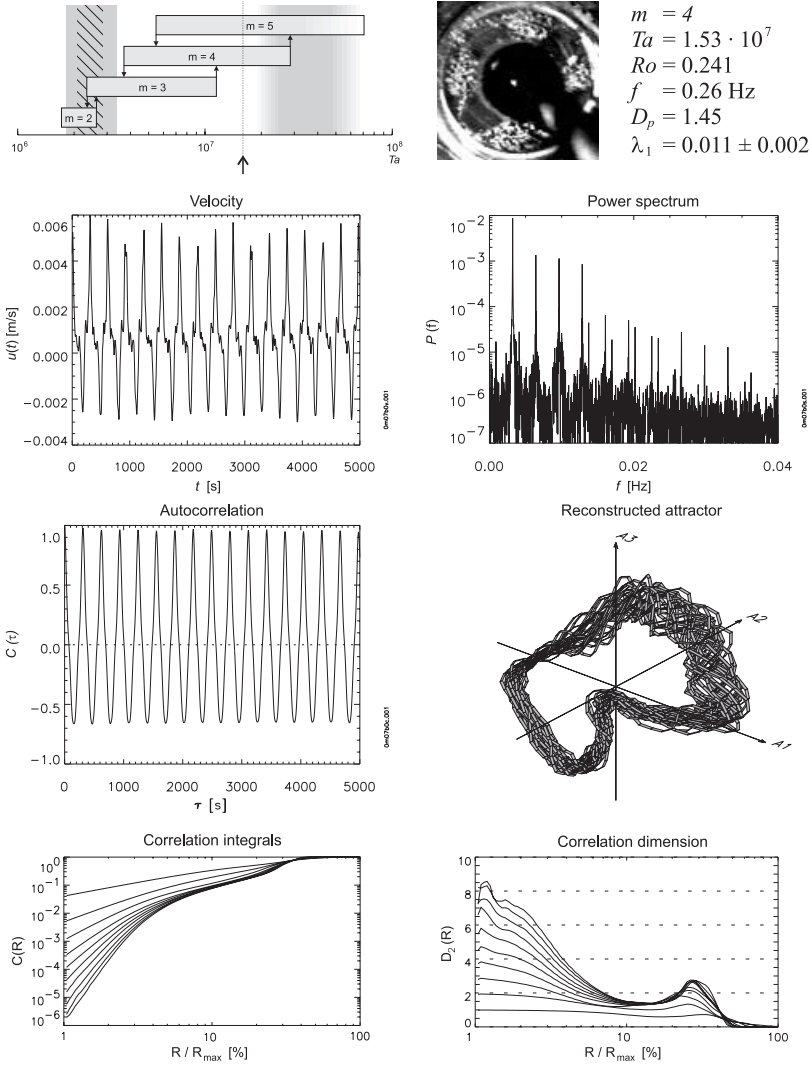 m = 5
m = 4
m = 3
m = 2
10⁶
10⁷
10⁸
Ta
m = 4
Ta = 1.53 · 10⁷
Ro = 0.241
f = 0.26 Hz
Dₚ = 1.45
λ₁ = 0.011 ± 0.002
Velocity
0.006
0.004
0.002
0.000
−0.002
−0.004
u(t) [m/s]
0 1000 2000 3000 4000 5000
t [s]
0m07b0x.001
Power spectrum
10⁻²
10⁻³
10⁻⁴
10⁻⁵
10⁻⁶
10⁻⁷
P (f)
0.00 0.02 0.04
f [Hz]
0m07b0s.001
Autocorrelation
1.0
0.5
0.0
−0.5
−1.0
C (τ)
0 1000 2000 3000 4000 5000
τ [s]
0m07b0c.001
Reconstructed attractor
A3
A2
A1
Correlation integrals
10⁰
10⁻¹
10⁻²
10⁻³
10⁻⁴
10⁻⁵
10⁻⁶
C(R)
1 10 100
R / Rₘₐₓ [%]
Correlation dimension
10
8
6
4
2
0
D₂ (R)
1 10 100
R / Rₘₐₓ [%]